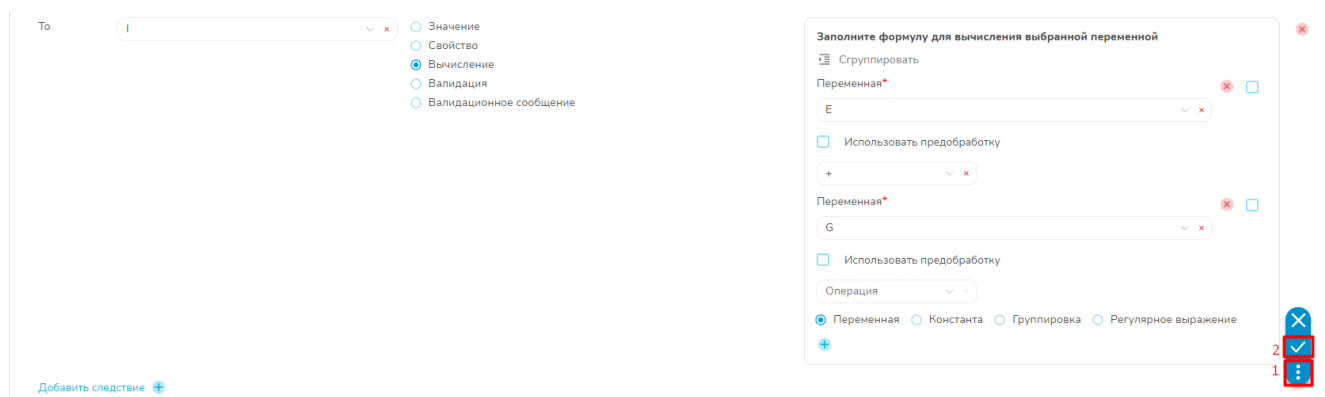 То
I
Значение
Свойство
Вычисление
Валидация
Валидационное сообщение
Заполните формулу для вычисления выбранной переменной
Сгруппировать
Переменная*
E
Использовать предобработку
+
Переменная*
G
Использовать предобработку
Операция
Переменная Константа Группировка Регулярное выражение
2
1
Добавить следствие